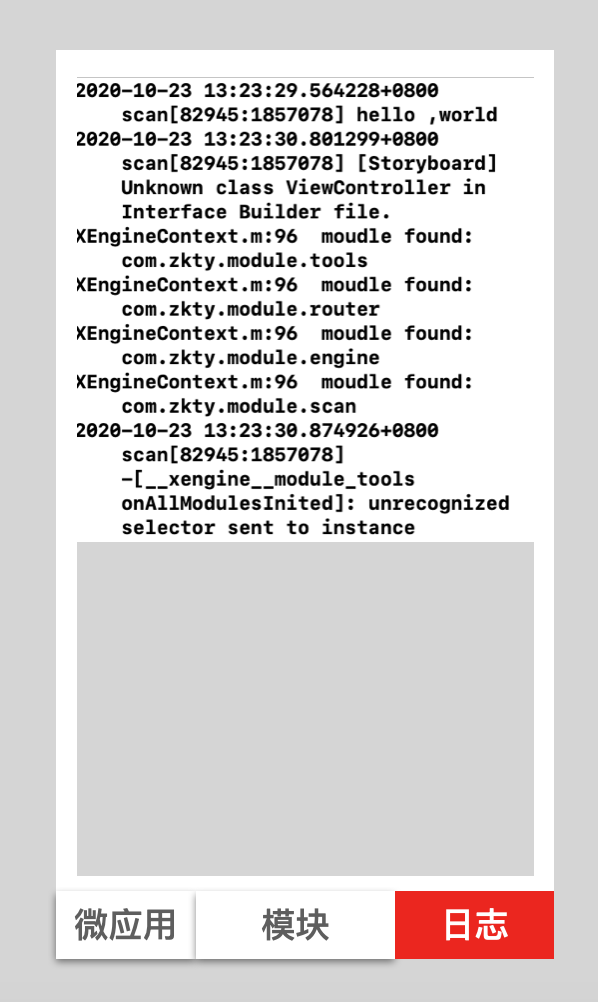 2020-10-23 13:23:29.564228+0800
scan[82945:1857078] hello ,world
2020-10-23 13:23:30.801299+0800
scan[82945:1857078] [Storyboard]
Unknown class ViewController in
Interface Builder file.
XEngineContext.m:96  moudle found:
com.zkty.module.tools
XEngineContext.m:96  moudle found:
com.zkty.module.router
XEngineContext.m:96  moudle found:
com.zkty.module.engine
XEngineContext.m:96  moudle found:
com.zkty.module.scan
2020-10-23 13:23:30.874926+0800
scan[82945:1857078]
-[__xengine__module_tools
onAllModulesInited]: unrecognized
selector sent to instance
微应用 模块 日志